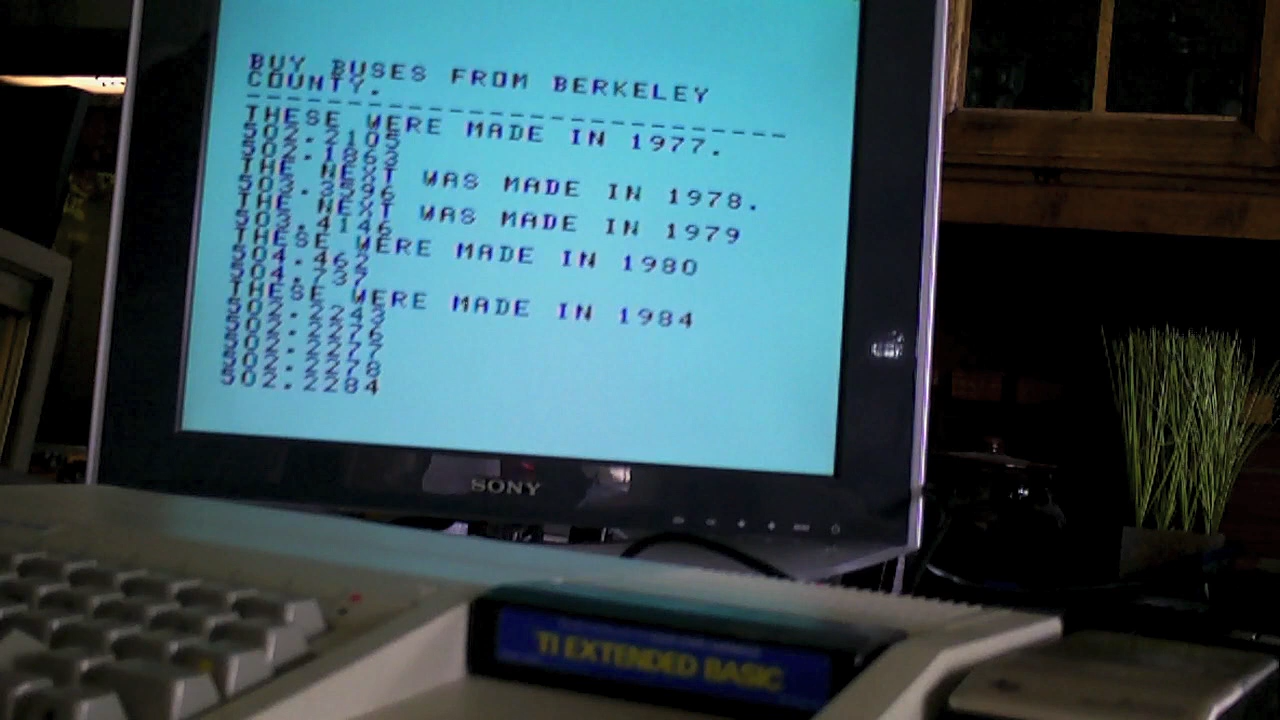 BUY BUSES FROM BERKELEY
COUNTY.
--------------------------------
THESE WERE MADE IN 1977.
502.2105
502.1863
THE NEXT WAS MADE IN 1978.
503.3596
THE NEXT WAS MADE IN 1979
503.4146
THESE WERE MADE IN 1980
504.462
504.737
THESE WERE MADE IN 1984
502.2243
502.2276
502.2277
502.2278
502.2284
SONY
TI EXTENDED BASIC